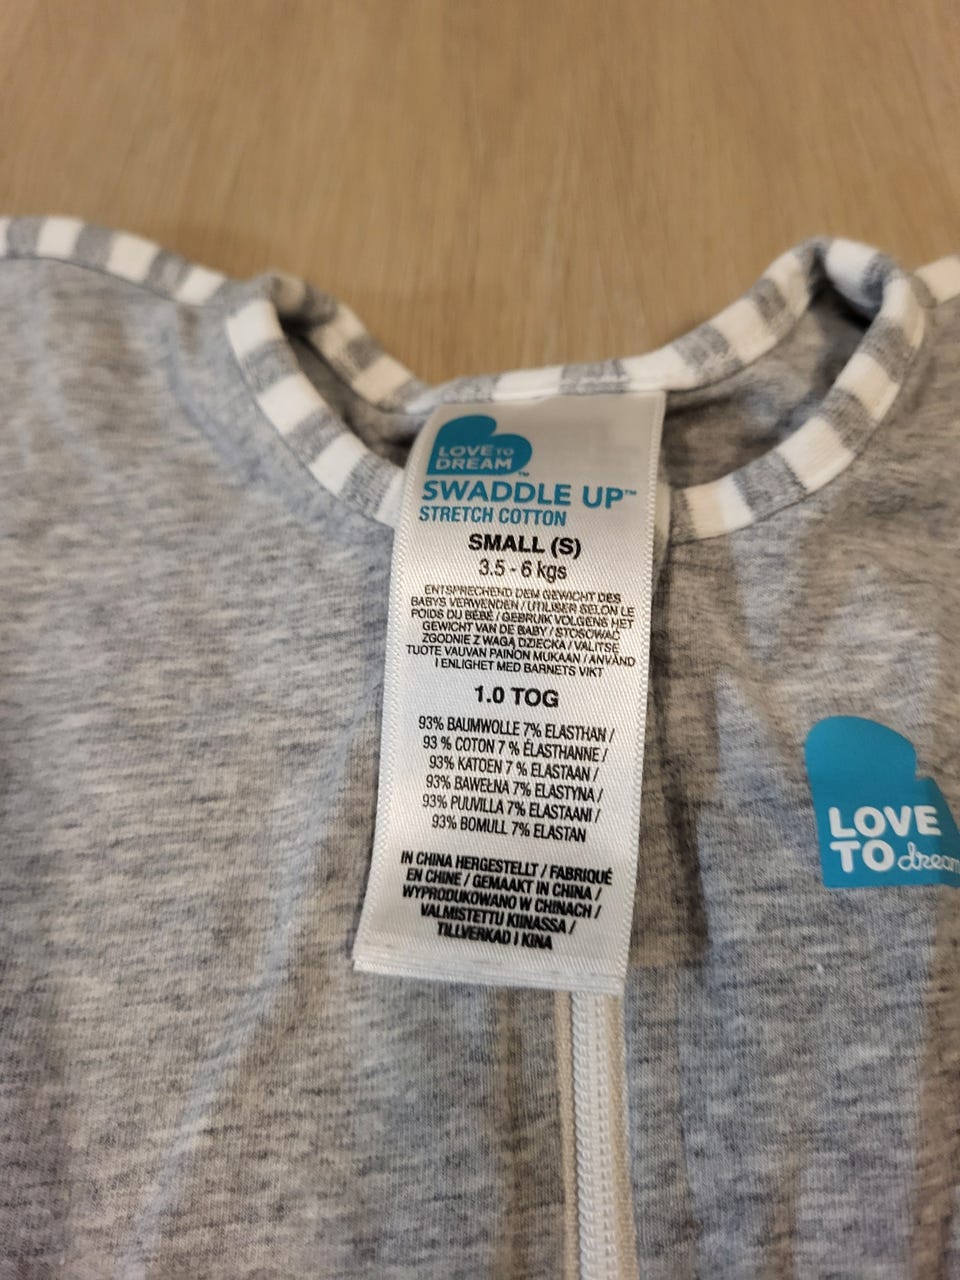 LOVE TO
DREAM™
SWADDLE UP™
STRETCH COTTON
SMALL (S)
3.5 - 6 kgs
ENTSPRECHEND DEM GEWICHT DES
BABYS VERWENDEN / UTILISER SELON LE
POIDS DU BÉBÉ / GEBRUIK VOLGENS HET
GEWICHT VAN DE BABY / STOSOWAĆ
ZGODNIE Z WAGĄ DZIECKA / VALITSE
TUOTE VAUVAN PAINON MUKAAN / ANVÄND
I ENLIGHET MED BARNETS VIKT
1.0 TOG
93% BAUMWOLLE 7% ELASTHAN /
93 % COTON 7 % ÉLASTHANNE /
93% KATOEN 7 % ELASTAAN /
93% BAWEŁNA 7% ELASTYNA /
93% PUUVILLA 7% ELASTAANI /
93% BOMULL 7% ELASTAN
IN CHINA HERGESTELLT / FABRIQUÉ
EN CHINE / GEMAAKT IN CHINA /
WYPRODUKOWANO W CHINACH /
VALMISTETTU KIINASSA /
TILLVERKAD I KINA
LOVE
TO dream